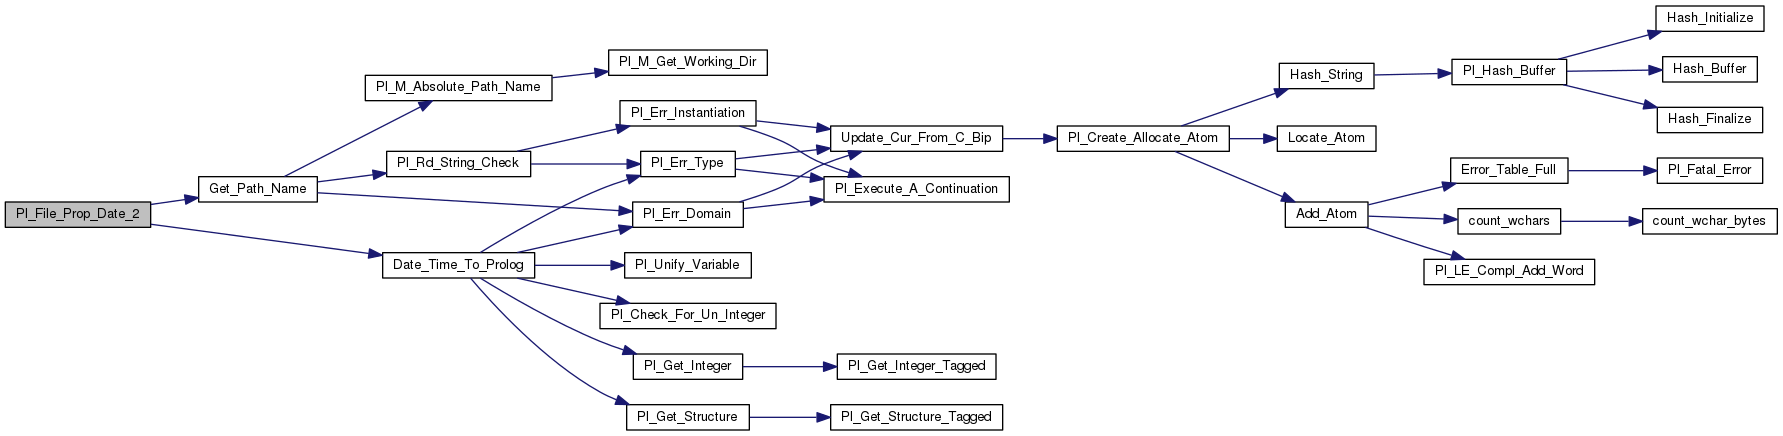 Pl_File_Prop_Date_2
Get_Path_Name
Date_Time_To_Prolog
Pl_M_Absolute_Path_Name
Pl_Rd_String_Check
Pl_M_Get_Working_Dir
Pl_Err_Instantiation
Pl_Err_Type
Pl_Err_Domain
Pl_Unify_Variable
Pl_Check_For_Un_Integer
Pl_Get_Integer
Pl_Get_Structure
Update_Cur_From_C_Bip
Pl_Execute_A_Continuation
Pl_Get_Integer_Tagged
Pl_Get_Structure_Tagged
Pl_Create_Allocate_Atom
Hash_String
Locate_Atom
Add_Atom
Pl_Hash_Buffer
Error_Table_Full
count_wchars
Pl_LE_Compl_Add_Word
Hash_Initialize
Hash_Buffer
Hash_Finalize
Pl_Fatal_Error
count_wchar_bytes